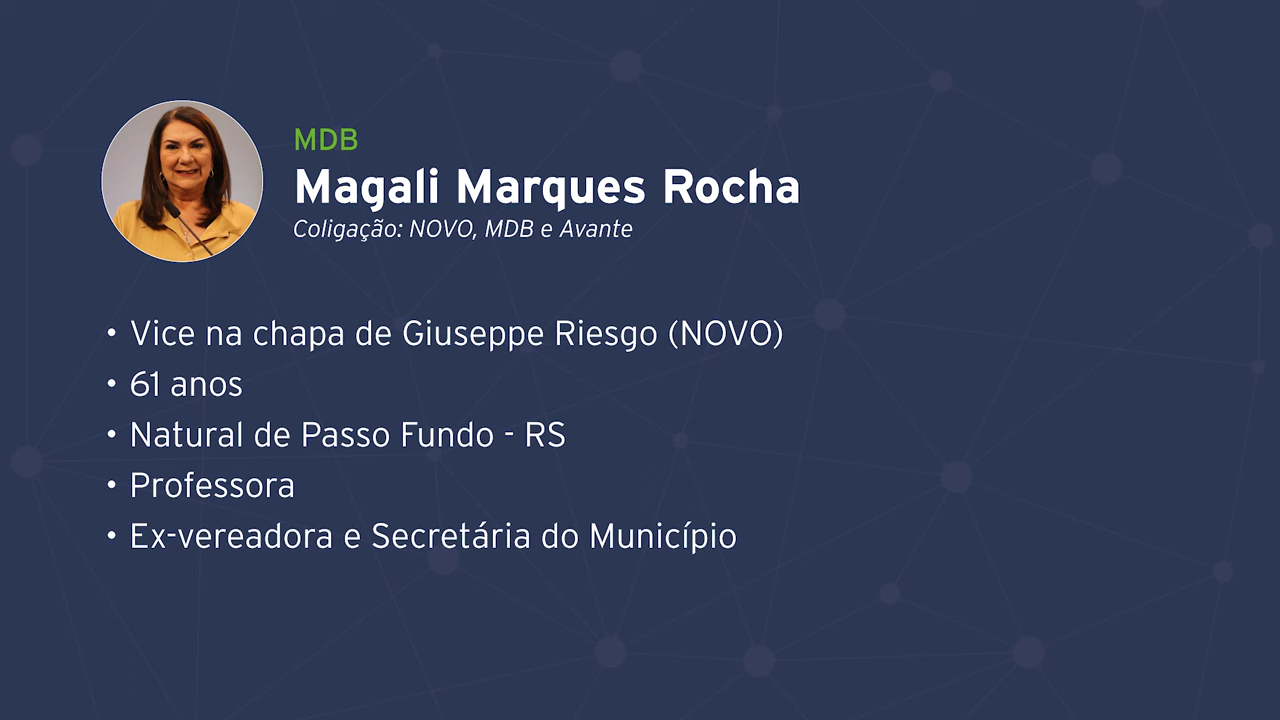 MDB
Magali Marques Rocha
Coligação: NOVO, MDB e Avante
• Vice na chapa de Giuseppe Riesgo (NOVO)
• 61 anos
• Natural de Passo Fundo - RS
• Professora
• Ex-vereadora e Secretária do Município